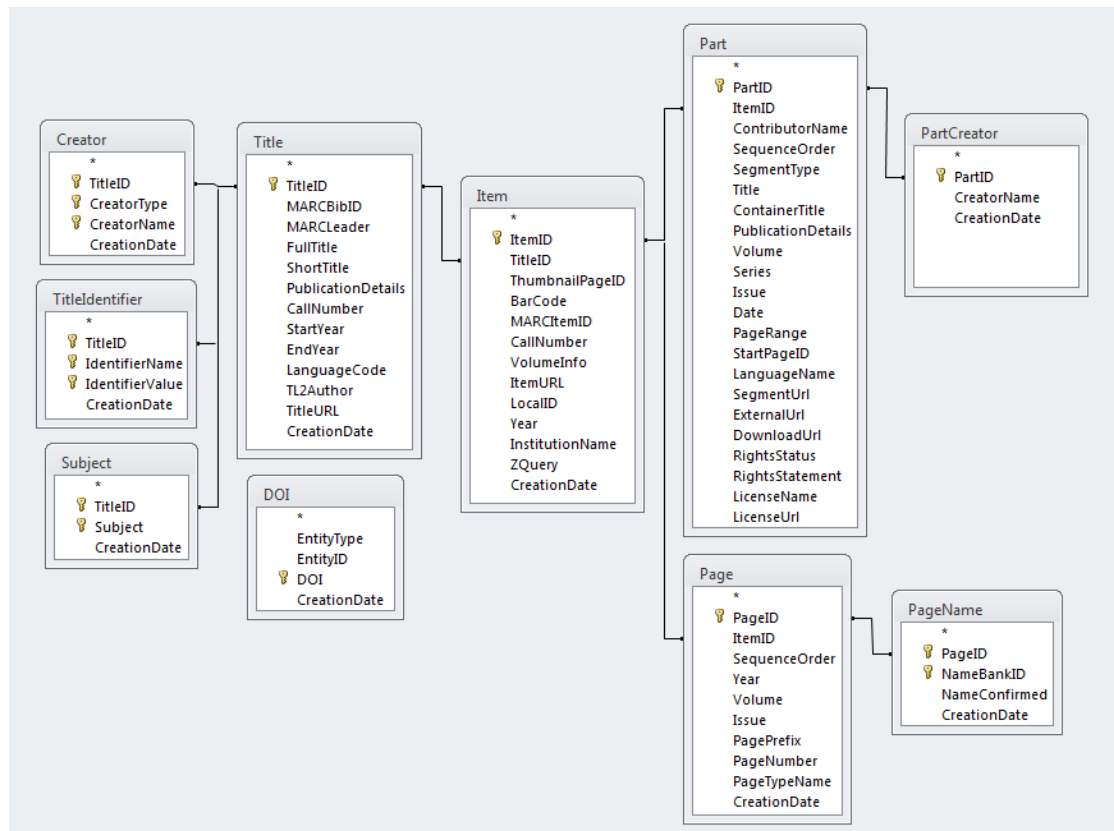 Creator
*
TitleID
CreatorType
CreatorName
CreationDate
TitleIdentifier
*
TitleID
IdentifierName
IdentifierValue
CreationDate
Subject
*
TitleID
Subject
CreationDate
Title
*
TitleID
MARCBibID
MARCLeader
FullTitle
ShortTitle
PublicationDetails
CallNumber
StartYear
EndYear
LanguageCode
TL2Author
TitleURL
CreationDate
DOI
*
EntityType
EntityID
DOI
CreationDate
Item
*
ItemID
TitleID
ThumbnailPageID
BarCode
MARCItemID
CallNumber
VolumeInfo
ItemURL
LocalID
Year
InstitutionName
ZQuery
CreationDate
Part
*
PartID
ItemID
ContributorName
SequenceOrder
SegmentType
Title
ContainerTitle
PublicationDetails
Volume
Series
Issue
Date
PageRange
StartPageID
LanguageName
SegmentUrl
ExternalUrl
DownloadUrl
RightsStatus
RightsStatement
LicenseName
LicenseUrl
Page
*
PageID
ItemID
SequenceOrder
Year
Volume
Issue
PagePrefix
PageNumber
PageTypeName
CreationDate
PartCreator
*
PartID
CreatorName
CreationDate
PageName
*
PageID
NameBankID
NameConfirmed
CreationDate